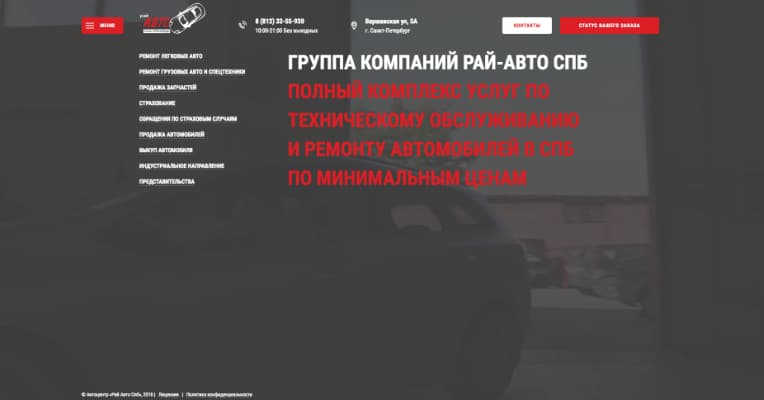 МЕНЮ
РАЙ
АВТО
8 (812) 33-55-930
10:00-21:00 Без выходных
Варшавская ул, 5А
г. Санкт-Петербург
КОНТАКТЫ
СТАТУС ВАШЕГО ЗАКАЗА
РЕМОНТ ЛЕГКОВЫХ АВТО
РЕМОНТ ГРУЗОВЫХ АВТО И СПЕЦТЕХНИКИ
ПРОДАЖА ЗАПЧАСТЕЙ
СТРАХОВАНИЕ
ОБРАЩЕНИЯ ПО СТРАХОВЫМ СЛУЧАЯМ
ПРОДАЖА АВТОМОБИЛЕЙ
ВЫКУП АВТОМОБИЛЯ
ИНДУСТРИАЛЬНОЕ НАПРАВЛЕНИЕ
ПРЕДСТАВИТЕЛЬСТВА
ГРУППА КОМПАНИЙ РАЙ-АВТО СПБ
ПОЛНЫЙ КОМПЛЕКС УСЛУГ ПО
ТЕХНИЧЕСКОМУ ОБСЛУЖИВАНИЮ
И РЕМОНТУ АВТОМОБИЛЕЙ В СПБ
ПО МИНИМАЛЬНЫМ ЦЕНАМ
© Автоцентр «Рай Авто Спб», 2018 | Лицензия | Политика конфиденциальности